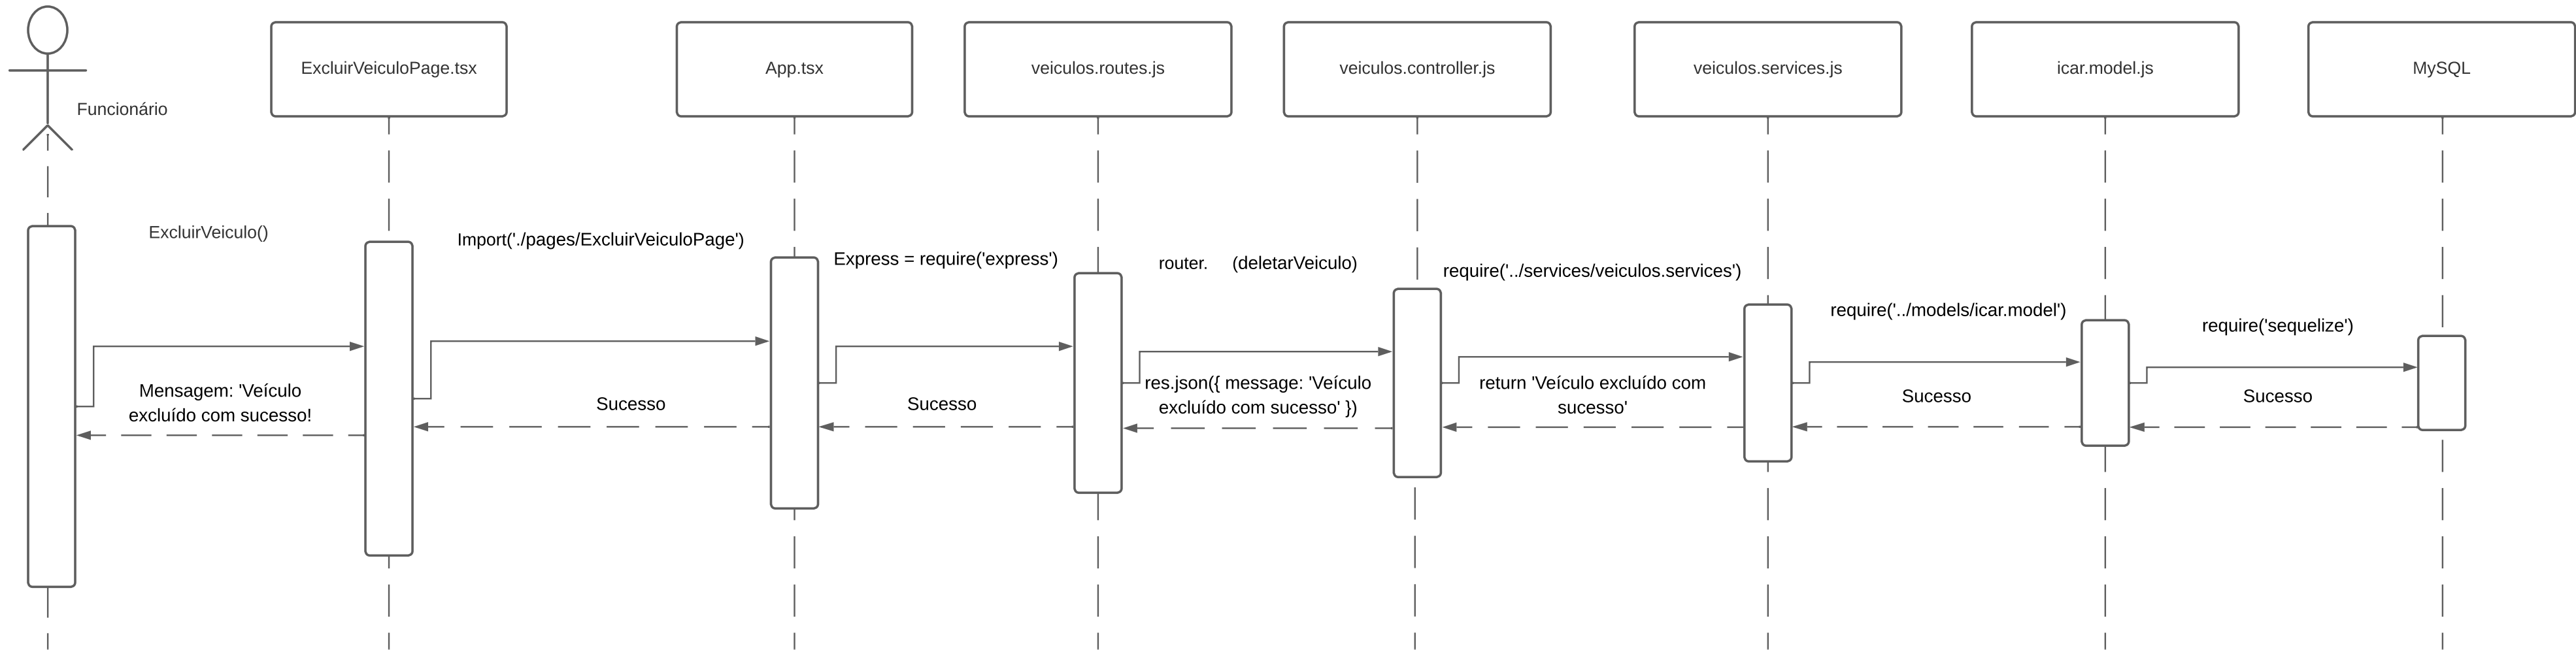 ExcluirVeiculoPage.tsx
App.tsx
veiculos.routes.js
veiculos.controller.js
veiculos.services.js
icar.model.js
MySQL
Funcionário
ExcluirVeiculo()
Import('./pages/ExcluirVeiculoPage')
Express = require('express')
router.     (deletarVeiculo)
require('../services/veiculos.services')
require('../models/icar.model')
require('sequelize')
Mensagem: 'Veículo
excluído com sucesso!
Sucesso
Sucesso
res.json({ message: 'Veículo
excluído com sucesso' })
return 'Veículo excluído com
sucesso'
Sucesso
Sucesso